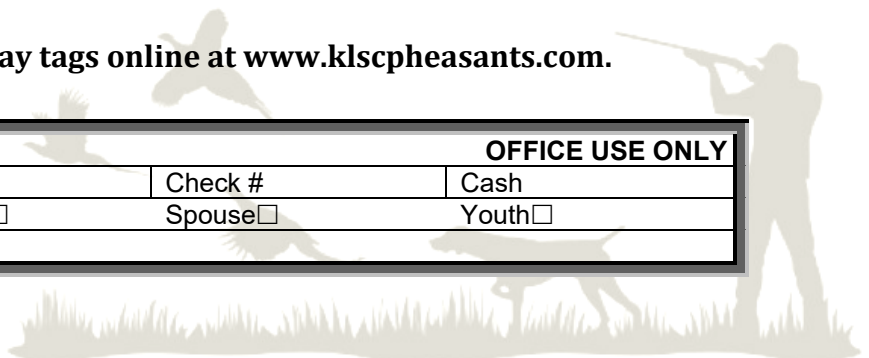 ay tags online at www.klscpheasants.com.
OFFICE USE ONLY
Check # Cash
☐ Spouse☐ Youth☐